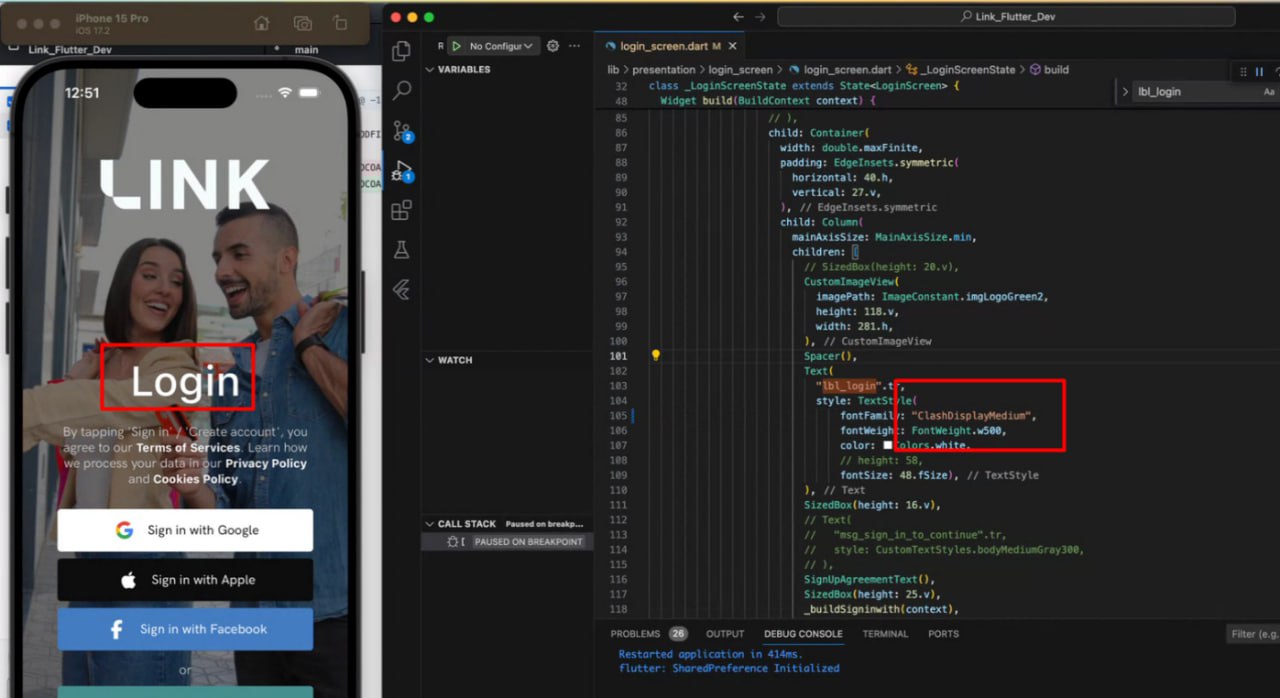 iPhone 15 Pro
iOS 17.2
Link_Flutter_Dev
main
12:51
LINK
Login
By tapping 'Sign in' / 'Create account', you
agree to our Terms of Services. Learn how
we process your data in our Privacy Policy
and Cookies Policy.
Sign in with Google
Sign in with Apple
Sign in with Facebook
or
Link_Flutter_Dev
R No Configur
VARIABLES
WATCH
CALL STACK Paused on breakp...
PAUSED ON BREAKPOINT
2
1
login_screen.dart M
lib > presentation > login_screen > login_screen.dart > _LoginScreenState > build
lbl_login Aa
32 class _LoginScreenState extends State<LoginScreen> {
48 Widget build(BuildContext context) {
85 // ),
86 child: Container(
87 width: double.maxFinite,
88 padding: EdgeInsets.symmetric(
89 horizontal: 40.h,
90 vertical: 27.v,
91 ), // EdgeInsets.symmetric
92 child: Column(
93 mainAxisSize: MainAxisSize.min,
94 children: [
95 // SizedBox(height: 20.v),
96 CustomImageView(
97 imagePath: ImageConstant.imgLogoGreen2,
98 height: 118.v,
99 width: 281.h,
100 ), // CustomImageView
101 Spacer(),
102 Text(
103 "lbl_login".tr,
104 style: TextStyle(
105 fontFamily: "ClashDisplayMedium",
106 fontWeight: FontWeight.w500,
107 color: Colors.white,
108 // height: 58,
109 fontSize: 48.fSize), // TextStyle
110 ), // Text
111 SizedBox(height: 16.v),
112 // Text(
113 // "msg_sign_in_to_continue".tr,
114 // style: CustomTextStyles.bodyMediumGray300,
115 // ),
116 SignUpAgreementText(),
117 SizedBox(height: 25.v),
118 _buildSigninwith(context),
PROBLEMS 26 OUTPUT DEBUG CONSOLE TERMINAL PORTS Filter (e.g.
Restarted application in 414ms.
flutter: SharedPreference Initialized